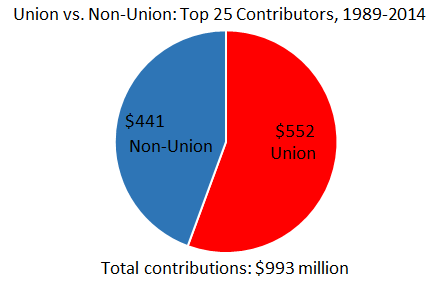 Union vs. Non-Union: Top 25 Contributors, 1989-2014
$441
Non-Union
$552
Union
Total contributions: $993 million